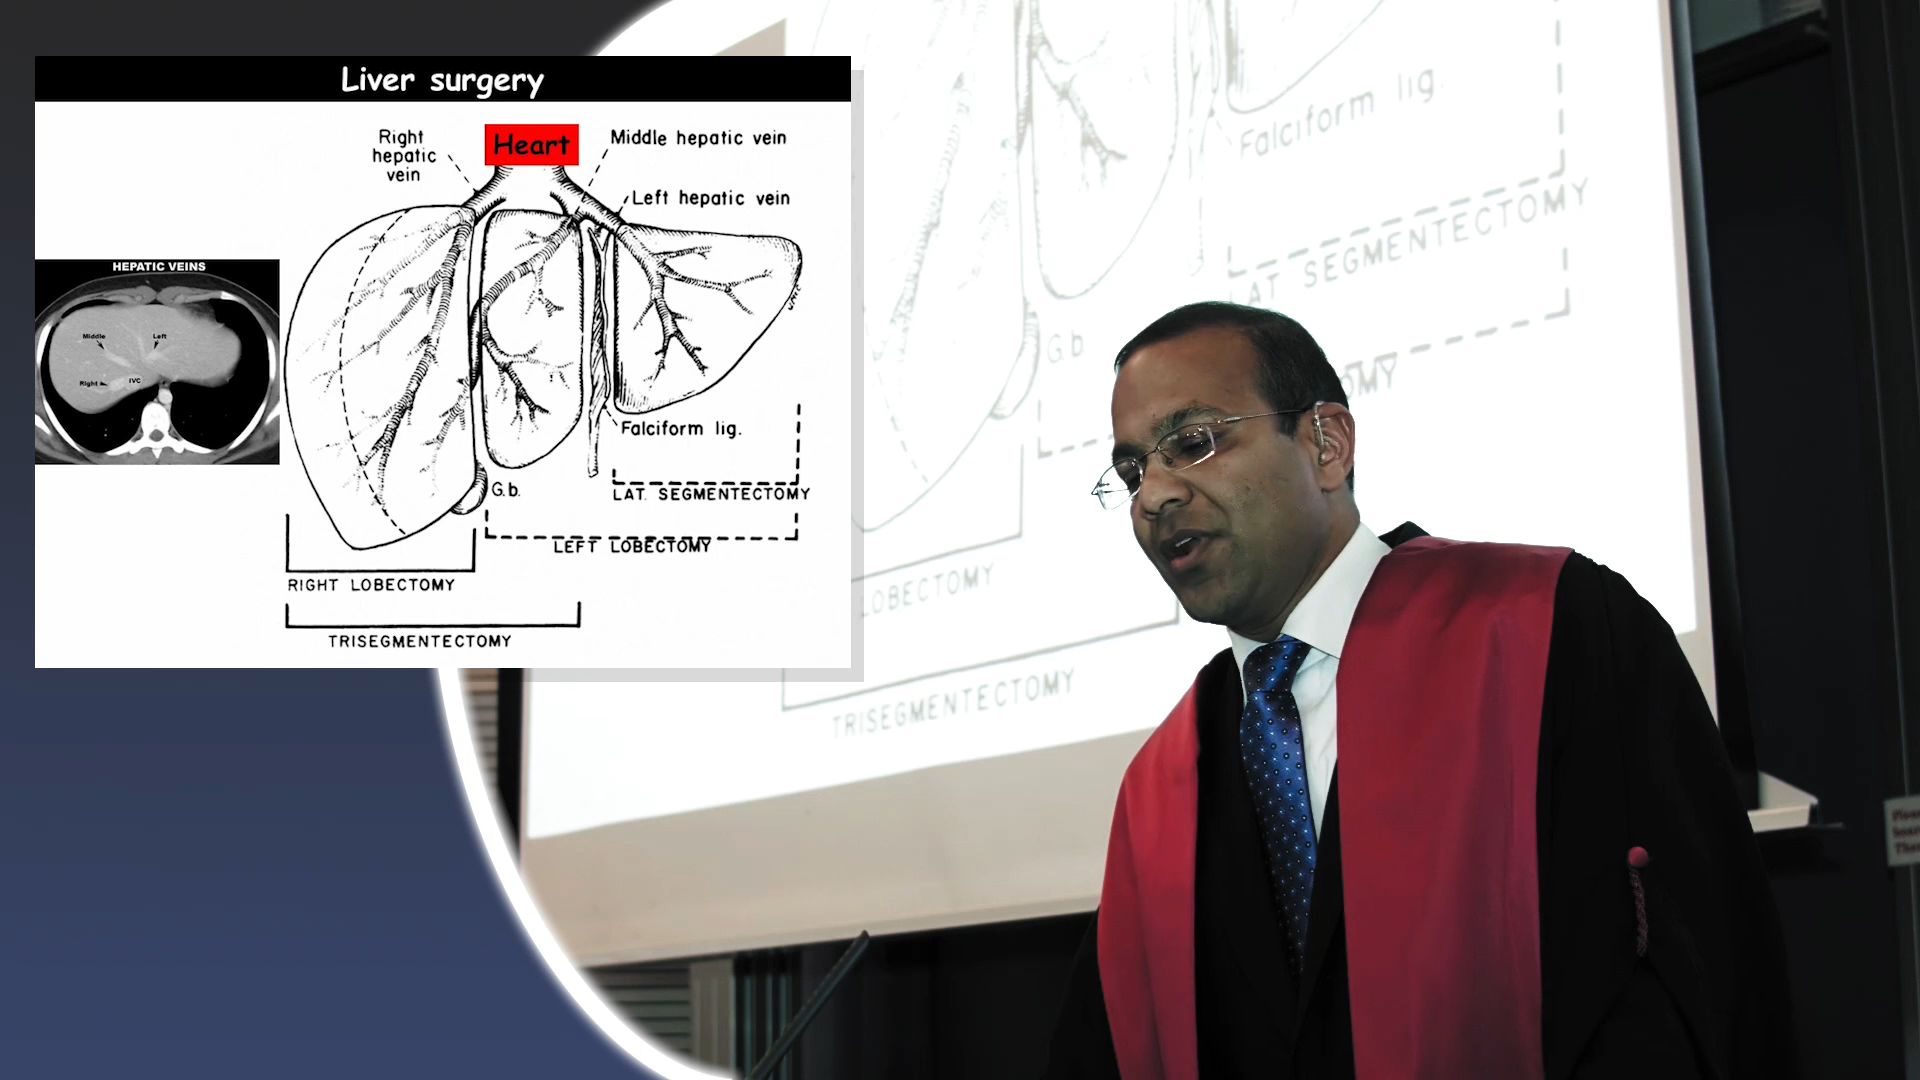 Liver surgery
Right
hepatic
vein
Heart
Middle hepatic vein
Left hepatic vein
HEPATIC VEINS
Middle
Left
Right
IVC
Falciform lig.
G.b.
LAT. SEGMENTECTOMY
LEFT LOBECTOMY
RIGHT LOBECTOMY
TRISEGMENTECTOMY
Falciform lig.
LAT SEGMENTECTOMY
G.b
OMY
LOBECTOMY
TRISEGMENTECTOMY